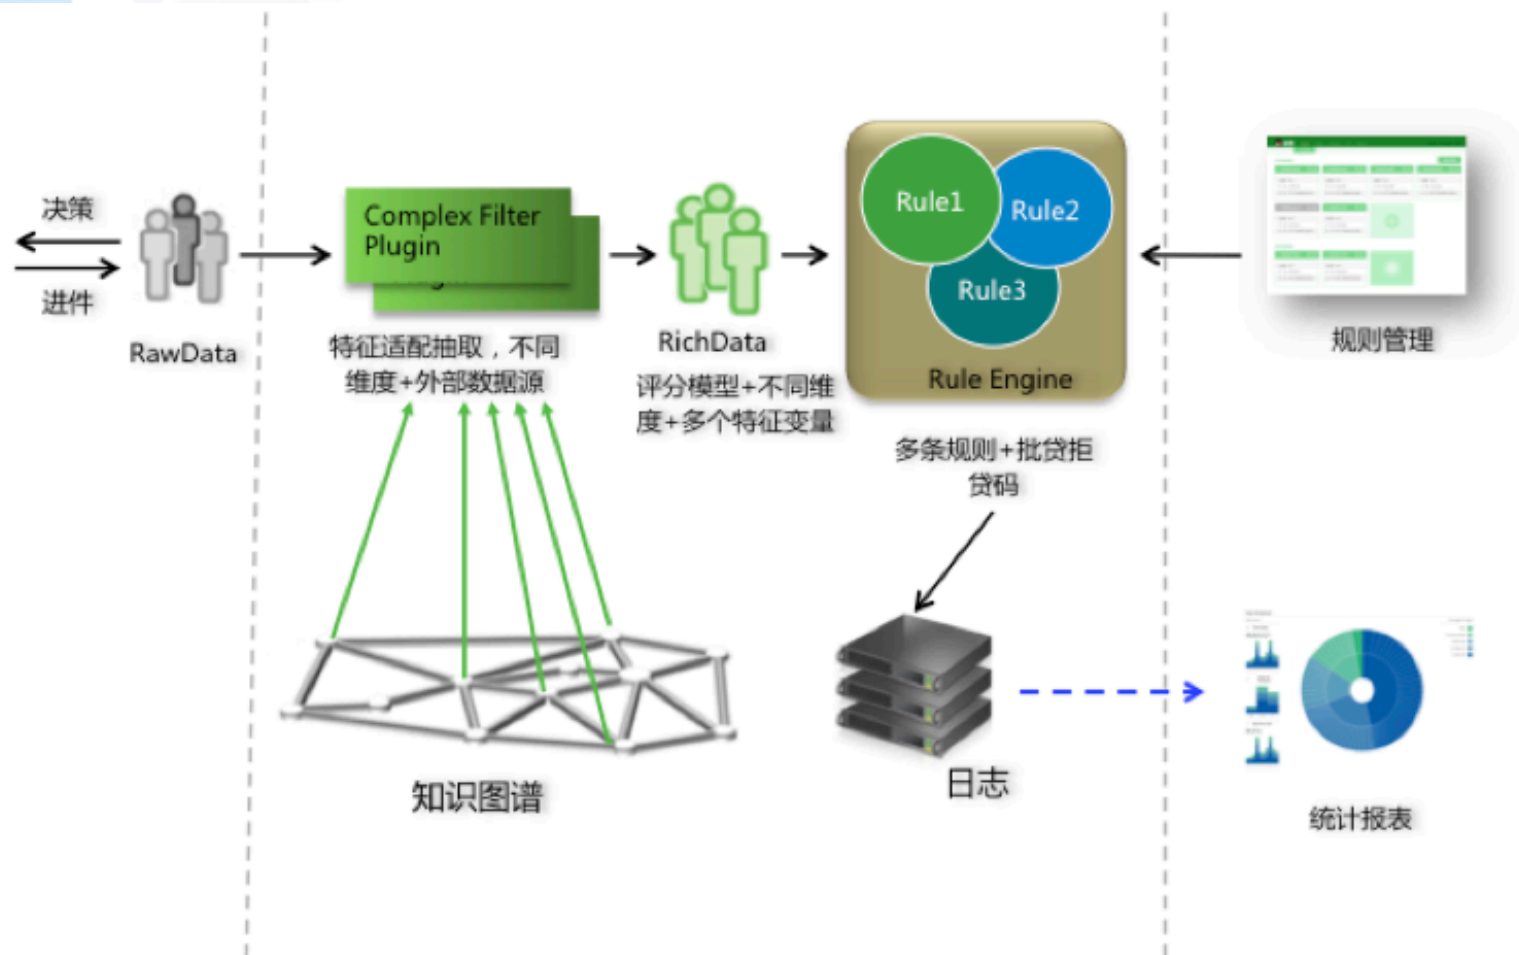 决策
进件
RawData
Complex Filter
Plugin
特征适配抽取，不同
维度+外部数据源
RichData
评分模型+不同维
度+多个特征变量
Rule1
Rule2
Rule3
Rule Engine
多条规则+批贷拒
贷码
规则管理
知识图谱
日志
统计报表